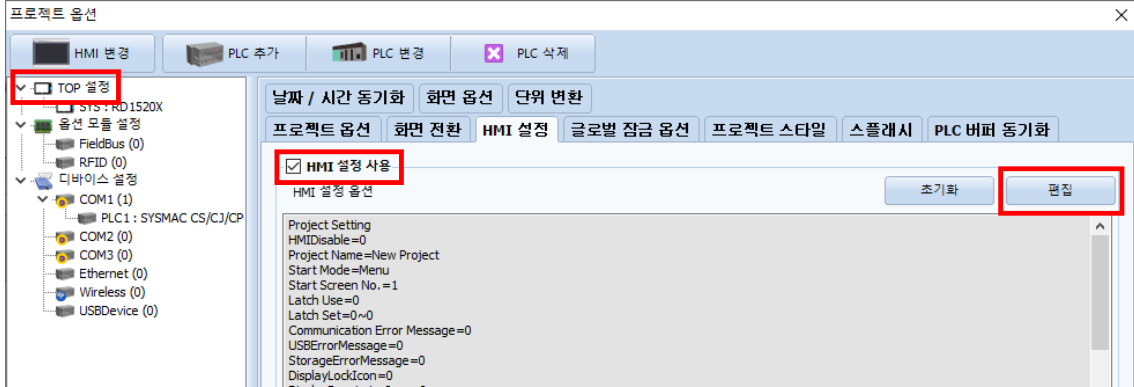 프로젝트 옵션
HMI 변경
PLC 추가
PLC 변경
PLC 삭제
TOP 설정
SYS : RD1520X
옵션 모듈 설정
FieldBus (0)
RFID (0)
디바이스 설정
COM1 (1)
PLC1 : SYSMAC CS/CJ/CP
COM2 (0)
COM3 (0)
Ethernet (0)
Wireless (0)
USBDevice (0)
날짜 / 시간 동기화 화면 옵션 단위 변환
프로젝트 옵션 화면 전환 HMI 설정 글로벌 잠금 옵션 프로젝트 스타일 스플래시 PLC 버퍼 동기화
HMI 설정 사용
HMI 설정 옵션
초기화
편집
Project Setting
HMIDisable=0
Project Name=New Project
Start Mode=Menu
Start Screen No.=1
Latch Use=0
Latch Set=0~0
Communication Error Message=0
USBErrorMessage=0
StorageErrorMessage=0
DisplayLockIcon=0